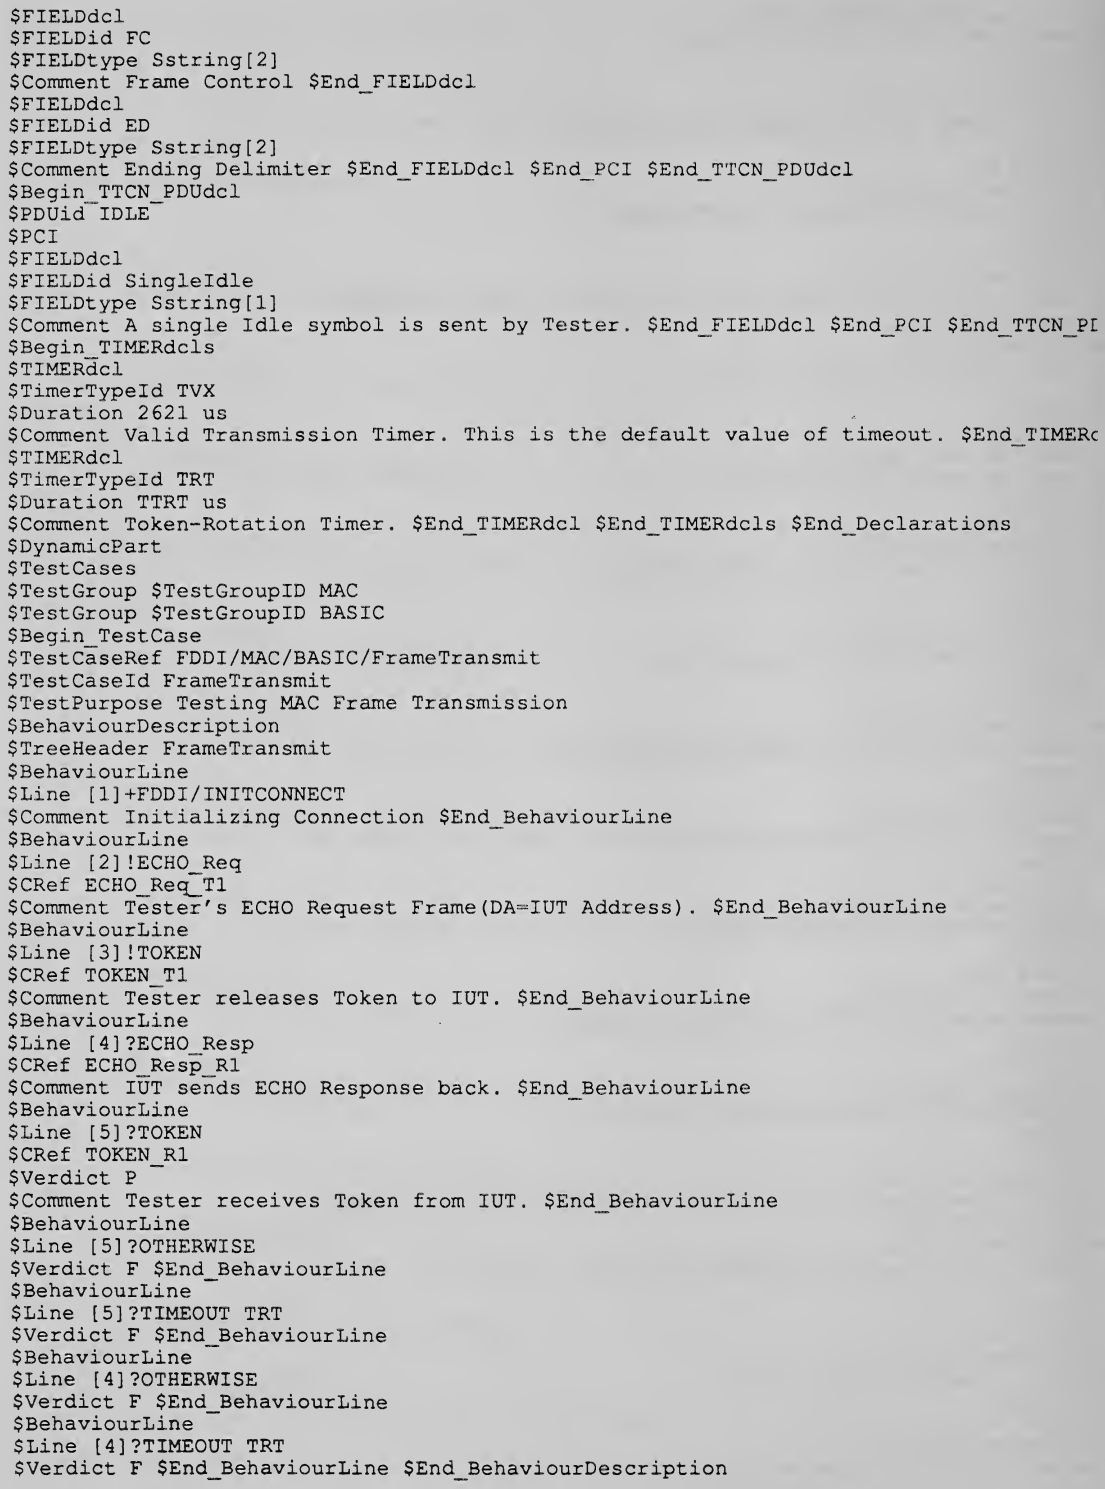 $FIELDdcl
$FIELDid FC
$FIELDtype Sstring[2]
$Comment Frame Control $End_FIELDdcl
$FIELDdcl
$FIELDid ED
$FIELDtype Sstring[2]
$Comment Ending Delimiter $End_FIELDdcl $End_PCI $End_TTCN_PDUdcl
$Begin_TTCN_PDUdcl
$PDUid IDLE
$PCI
$FIELDdcl
$FIELDid SingleIdle
$FIELDtype Sstring[1]
$Comment A single Idle symbol is sent by Tester. $End_FIELDdcl $End_PCI $End_TTCN_PD
$Begin_TIMERdcls
$TIMERdcl
$TimerTypeId TVX
$Duration 2621 us
$Comment Valid Transmission Timer. This is the default value of timeout. $End_TIMERd
$TIMERdcl
$TimerTypeId TRT
$Duration TTRT us
$Comment Token-Rotation Timer. $End_TIMERdcl $End_TIMERdcls $End_Declarations
$DynamicPart
$TestCases
$TestGroup $TestGroupID MAC
$TestGroup $TestGroupID BASIC
$Begin_TestCase
$TestCaseRef FDDI/MAC/BASIC/FrameTransmit
$TestCaseId FrameTransmit
$TestPurpose Testing MAC Frame Transmission
$BehaviourDescription
$TreeHeader FrameTransmit
$BehaviourLine
$Line [1]+FDDI/INITCONNECT
$Comment Initializing Connection $End_BehaviourLine
$BehaviourLine
$Line [2]!ECHO_Req
$CRef ECHO_Req_T1
$Comment Tester's ECHO Request Frame(DA=IUT Address). $End_BehaviourLine
$BehaviourLine
$Line [3]!TOKEN
$CRef TOKEN_T1
$Comment Tester releases Token to IUT. $End_BehaviourLine
$BehaviourLine
$Line [4]?ECHO_Resp
$CRef ECHO_Resp_R1
$Comment IUT sends ECHO Response back. $End_BehaviourLine
$BehaviourLine
$Line [5]?TOKEN
$CRef TOKEN_R1
$Verdict P
$Comment Tester receives Token from IUT. $End_BehaviourLine
$BehaviourLine
$Line [5]?OTHERWISE
$Verdict F $End_BehaviourLine
$BehaviourLine
$Line [5]?TIMEOUT TRT
$Verdict F $End_BehaviourLine
$BehaviourLine
$Line [4]?OTHERWISE
$Verdict F $End_BehaviourLine
$BehaviourLine
$Line [4]?TIMEOUT TRT
$Verdict F $End_BehaviourLine $End_BehaviourDescription